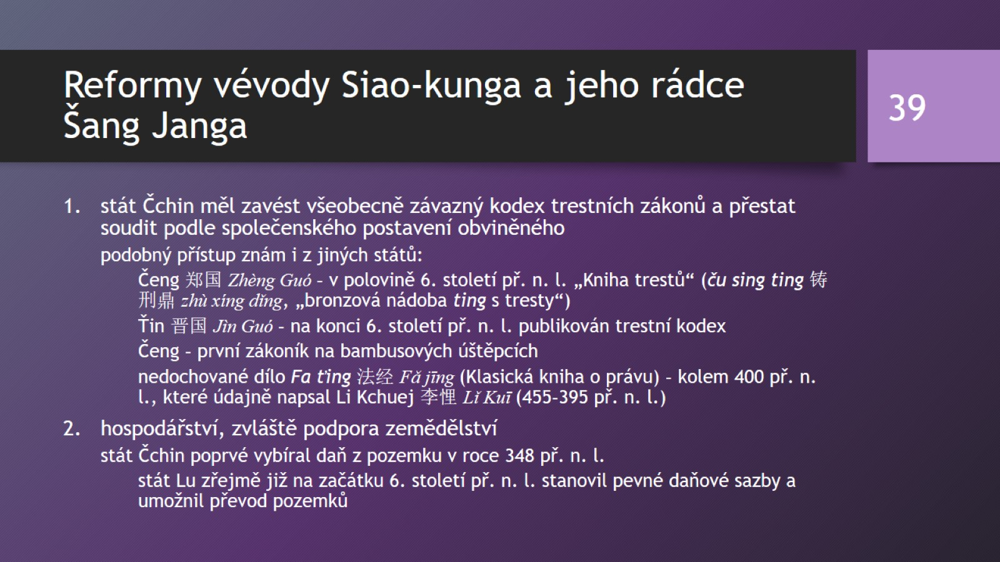 Reformy vévody Siao-kunga a jeho rádce
Šang Janga
39
1. stát Čchin měl zavést všeobecně závazný kodex trestních zákonů a přestat
soudit podle společenského postavení obviněného
podobný přístup znám i z jiných států:
Čeng 郑国 Zhèng Guó – v polovině 6. století př. n. l. „Kniha trestů“ (ču sing ting 铸
刑鼎 zhù xíng dǐng, „bronzová nádoba ting s tresty“)
Ťin 晋国 Jìn Guó – na konci 6. století př. n. l. publikován trestní kodex
Čeng – první zákoník na bambusových úštěpcích
nedochované dílo Fa ťing 法经 Fǎ jīng (Klasická kniha o právu) – kolem 400 př. n.
l., které údajně napsal Li Kchuej 李悝 Lǐ Kuī (455–395 př. n. l.)
2. hospodářství, zvláště podpora zemědělství
stát Čchin poprvé vybíral daň z pozemku v roce 348 př. n. l.
stát Lu zřejmě již na začátku 6. století př. n. l. stanovil pevné daňové sazby a
umožnil převod pozemků